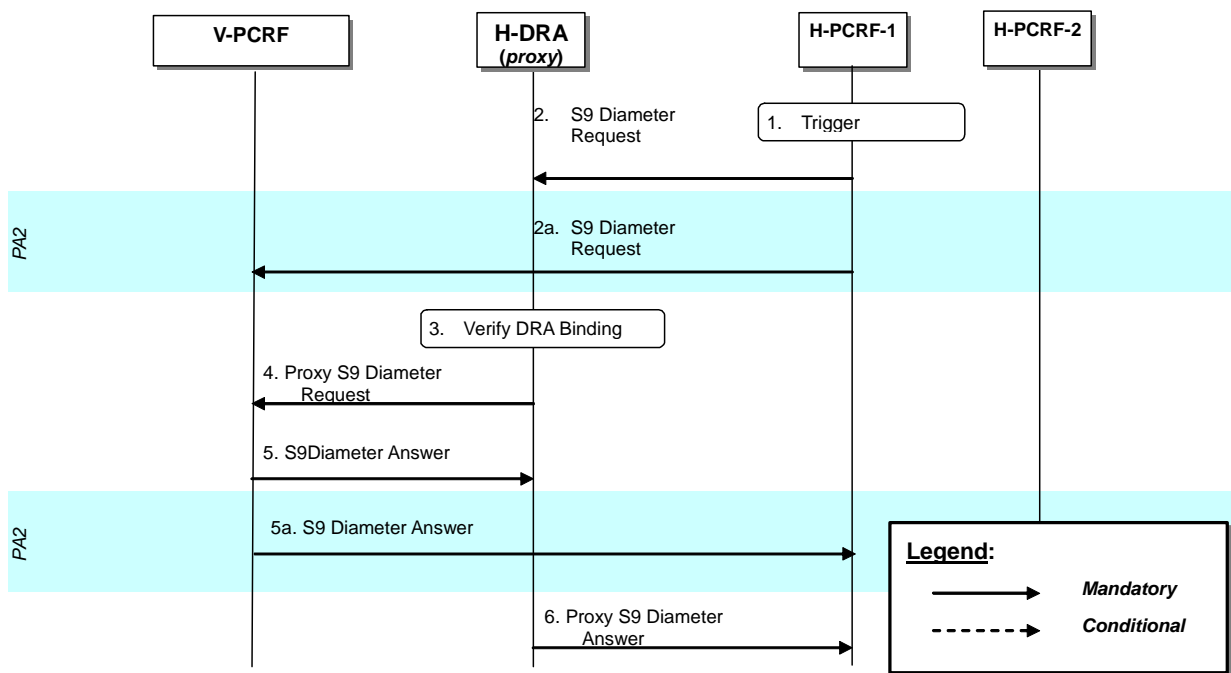 V-PCRF
H-DRA
(proxy)
H-PCRF-1
H-PCRF-2
2. S9 Diameter
Request
1. Trigger
PA2
2a. S9 Diameter
Request
3. Verify DRA Binding
4. Proxy S9 Diameter
Request
5. S9Diameter Answer
PA2
5a. S9 Diameter Answer
6. Proxy S9 Diameter
Answer
Legend:
Mandatory
Conditional